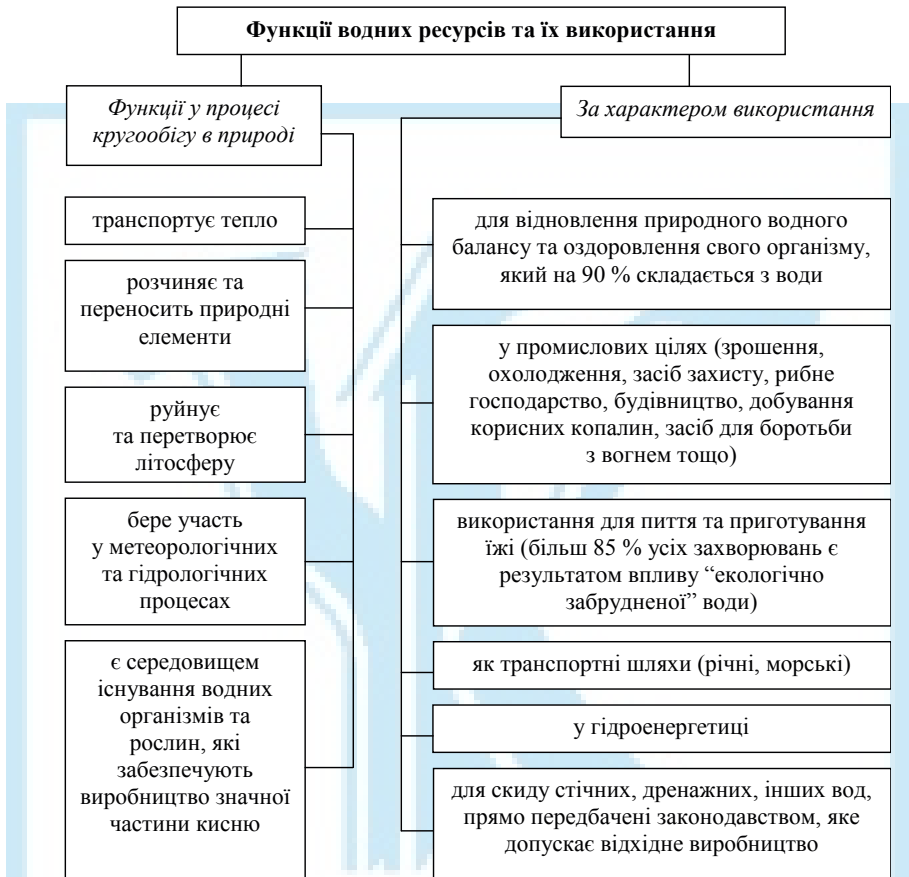 Функції водних ресурсів та їх використання
Функції у процесі
кругообігу в природі
транспортує тепло
розчиняє та
переносить природні
елементи
руйнує
та перетворює
літосферу
бере участь
у метеорологічних
та гідрологічних
процесах
є середовищем
існування водних
організмів та
рослин, які
забезпечують
виробництво значної
частини кисню
За характером використання
для відновлення природного водного
балансу та оздоровлення свого організму,
який на 90 % складається з води
у промислових цілях (зрошення,
охолодження, засіб захисту, рибне
господарство, будівництво, добування
корисних копалин, засіб для боротьби
з вогнем тощо)
використання для пиття та приготування
їжі (більш 85 % усіх захворювань є
результатом впливу “екологічно
забрудненої” води)
як транспортні шляхи (річні, морські)
у гідроенергетиці
для скиду стічних, дренажних, інших вод,
прямо передбачені законодавством, яке
допускає відхідне виробництво